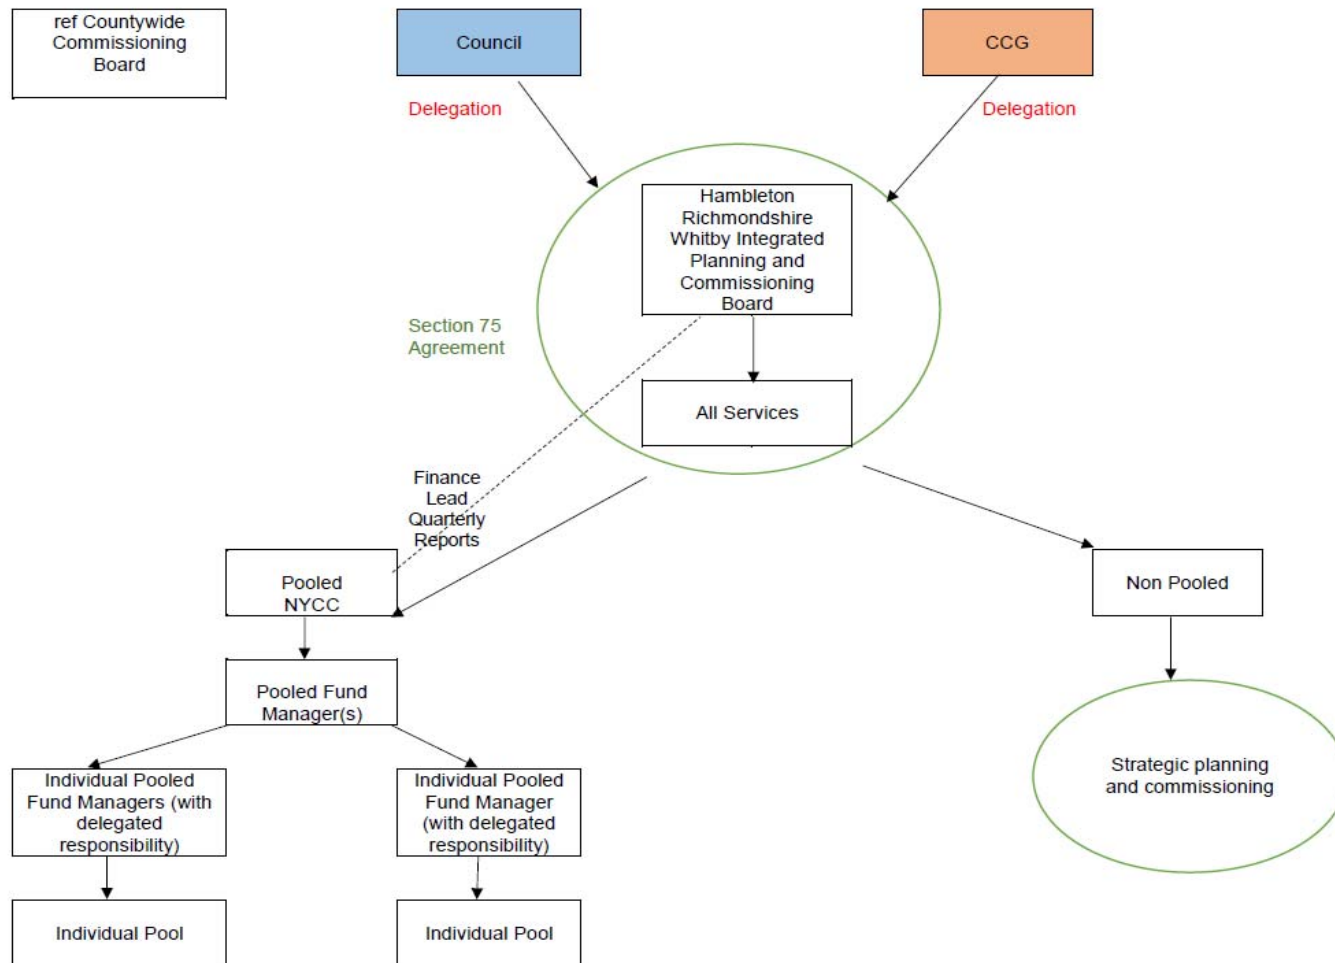 ref Countywide
Commissioning
Board
Council
CCG
Delegation
Delegation
Hambleton
Richmondshire
Whitby Integrated
Planning and
Commissioning
Board
Section 75
Agreement
All Services
Finance
Lead
Quarterly
Reports
Pooled
NYCC
Non Pooled
Pooled Fund
Manager(s)
Individual Pooled
Fund Managers (with
delegated
responsibility)
Individual Pooled
Fund Manager
(with delegated
responsibility)
Strategic planning
and commissioning
Individual Pool
Individual Pool